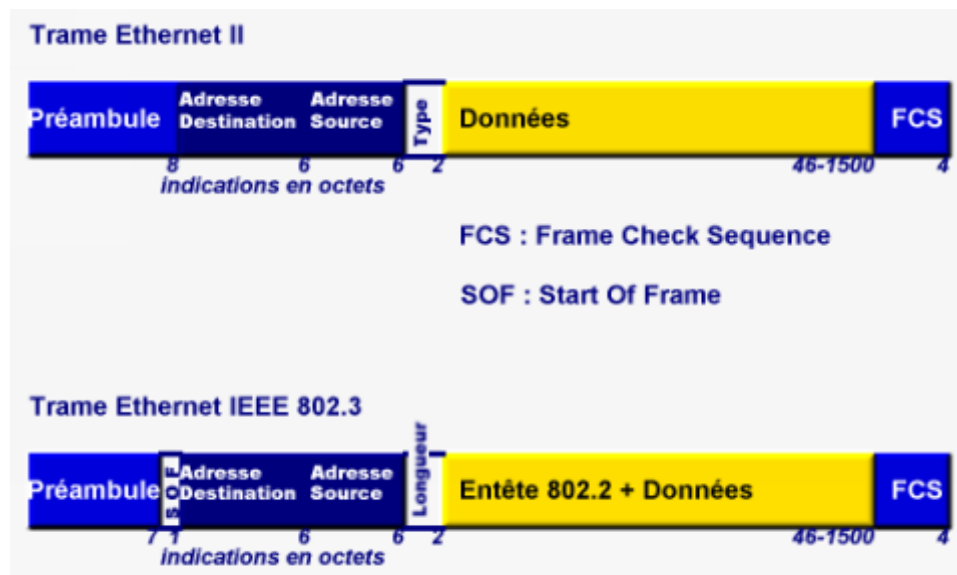 Trame Ethernet II
Préambule
Adresse Destination
Adresse Source
Type
Données
FCS
8 6 6 2 46-1500 4
indications en octets
FCS : Frame Check Sequence
SOF : Start Of Frame
Trame Ethernet IEEE 802.3
Préambule
SOF
Adresse Destination
Adresse Source
Longueur
Entête 802.2 + Données
FCS
7 1 6 6 2 46-1500 4
indications en octets